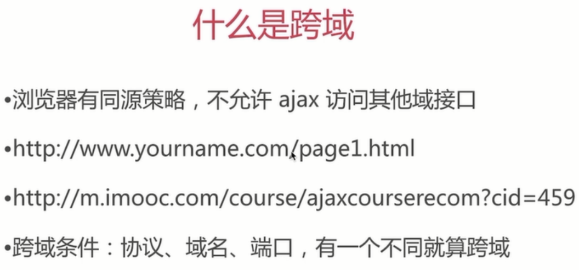 什么是跨域
•浏览器有同源策略，不允许 ajax 访问其他域接口
•http://www.yourname.com/page1.html
•http://m.imooc.com/course/ajaxcourserecom?cid=459
•跨域条件：协议、域名、端口，有一个不同就算跨域